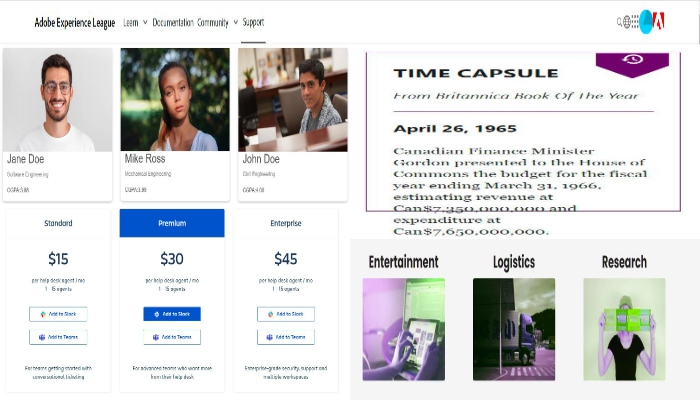 Adobe Experience League Learn Documentation Community Support
Jane Doe
Software Engineering
CGPA:3.88
Mike Ross
Mechanical Engineering
CGPA:3.99
John Doe
Civil Engineering
CGPA:4.00
Standard
$15
per help desk agent / mo
1 - 15 agents
Add to Slack
Add to Teams
For teams getting started with
conversational ticketing
Premium
$30
per help desk agent / mo
1 - 15 agents
Add to Slack
Add to Teams
For advanced teams who want more
from their help desk
Enterprise
$45
per help desk agent / mo
1 - 15 agents
Add to Slack
Add to Teams
Enterprise-grade security, support and
multiple workspaces
TIME CAPSULE
From Britannica Book Of The Year
April 26, 1965
Canadian Finance Minister
Gordon presented to the House of
Commons the budget for the fiscal
year ending March 31, 1966,
estimating revenue at
Can$7,350,000,000 and
expenditure at
Can$7,650,000,000.
Entertainment
Logistics
Research